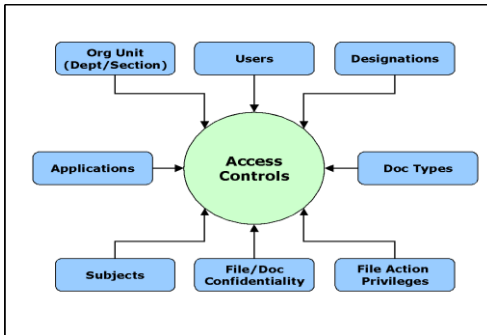 Org Unit
(Dept/Section)
Users
Designations
Applications
Access
Controls
Doc Types
Subjects
File/Doc
Confidentiality
File Action
Privileges